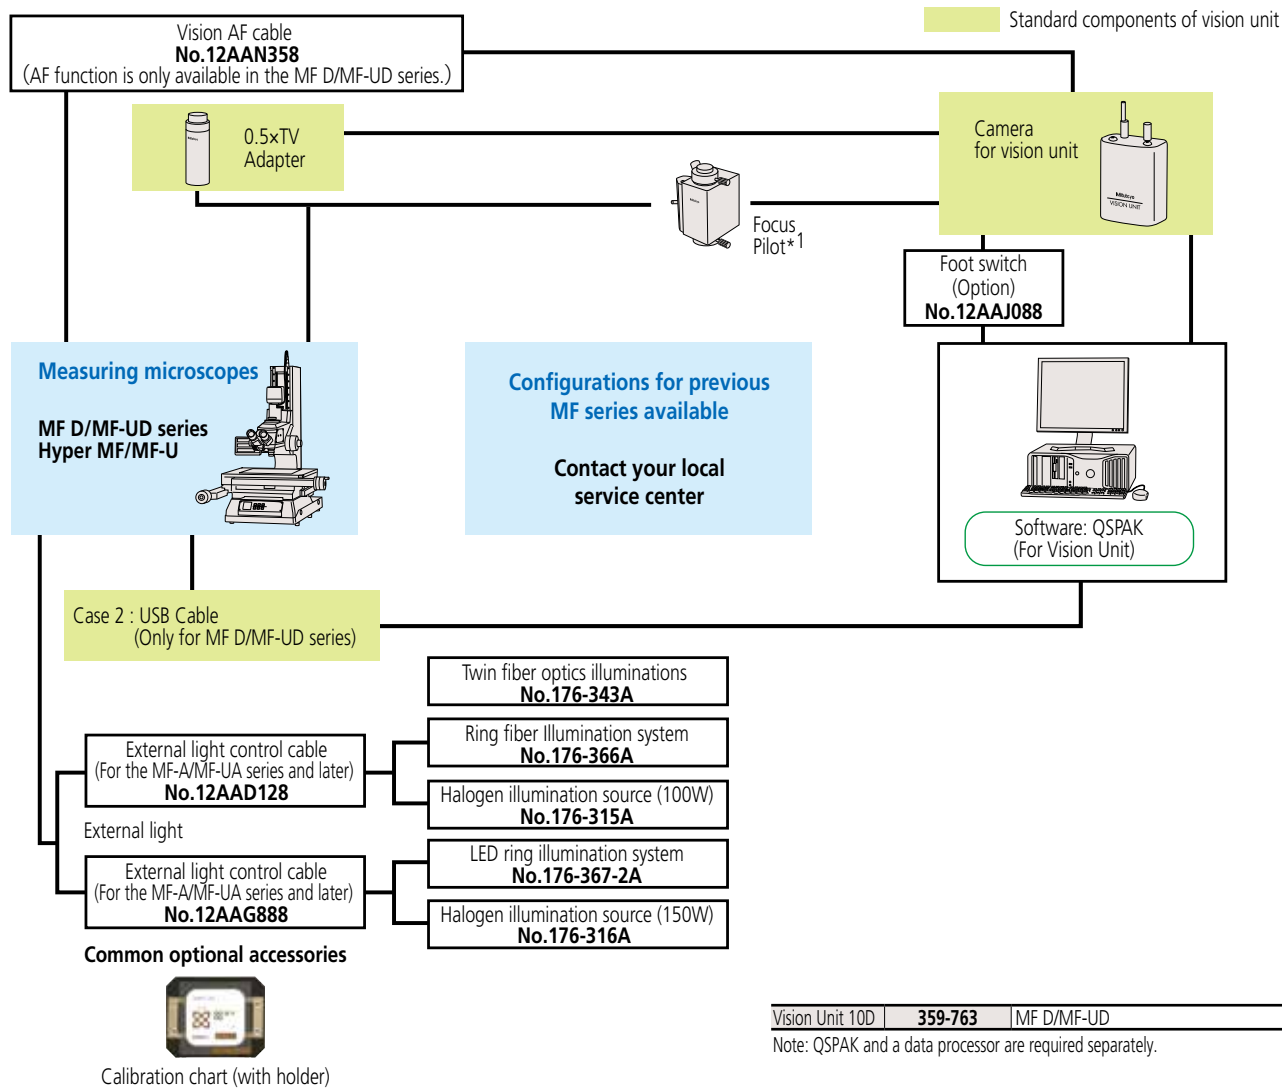 Standard components of vision unit
Vision AF cable
No.12AAN358
(AF function is only available in the MF D/MF-UD series.)
0.5×TV
Adapter
Camera
for vision unit
Mitutoyo
VISION UNIT
Focus
Pilot*1
Foot switch
(Option)
No.12AAJ088
Measuring microscopes
MF D/MF-UD series
Hyper MF/MF-U
Configurations for previous
MF series available
Contact your local
service center
Software: QSPAK
(For Vision Unit)
Case 2 : USB Cable
(Only for MF D/MF-UD series)
Twin fiber optics illuminations
No.176-343A
Ring fiber Illumination system
No.176-366A
External light control cable
(For the MF-A/MF-UA series and later)
No.12AAD128
Halogen illumination source (100W)
No.176-315A
External light
LED ring illumination system
No.176-367-2A
External light control cable
(For the MF-A/MF-UA series and later)
No.12AAG888
Halogen illumination source (150W)
No.176-316A
Common optional accessories
Calibration chart (with holder)
Vision Unit 10D 359-763 MF D/MF-UD
Note: QSPAK and a data processor are required separately.